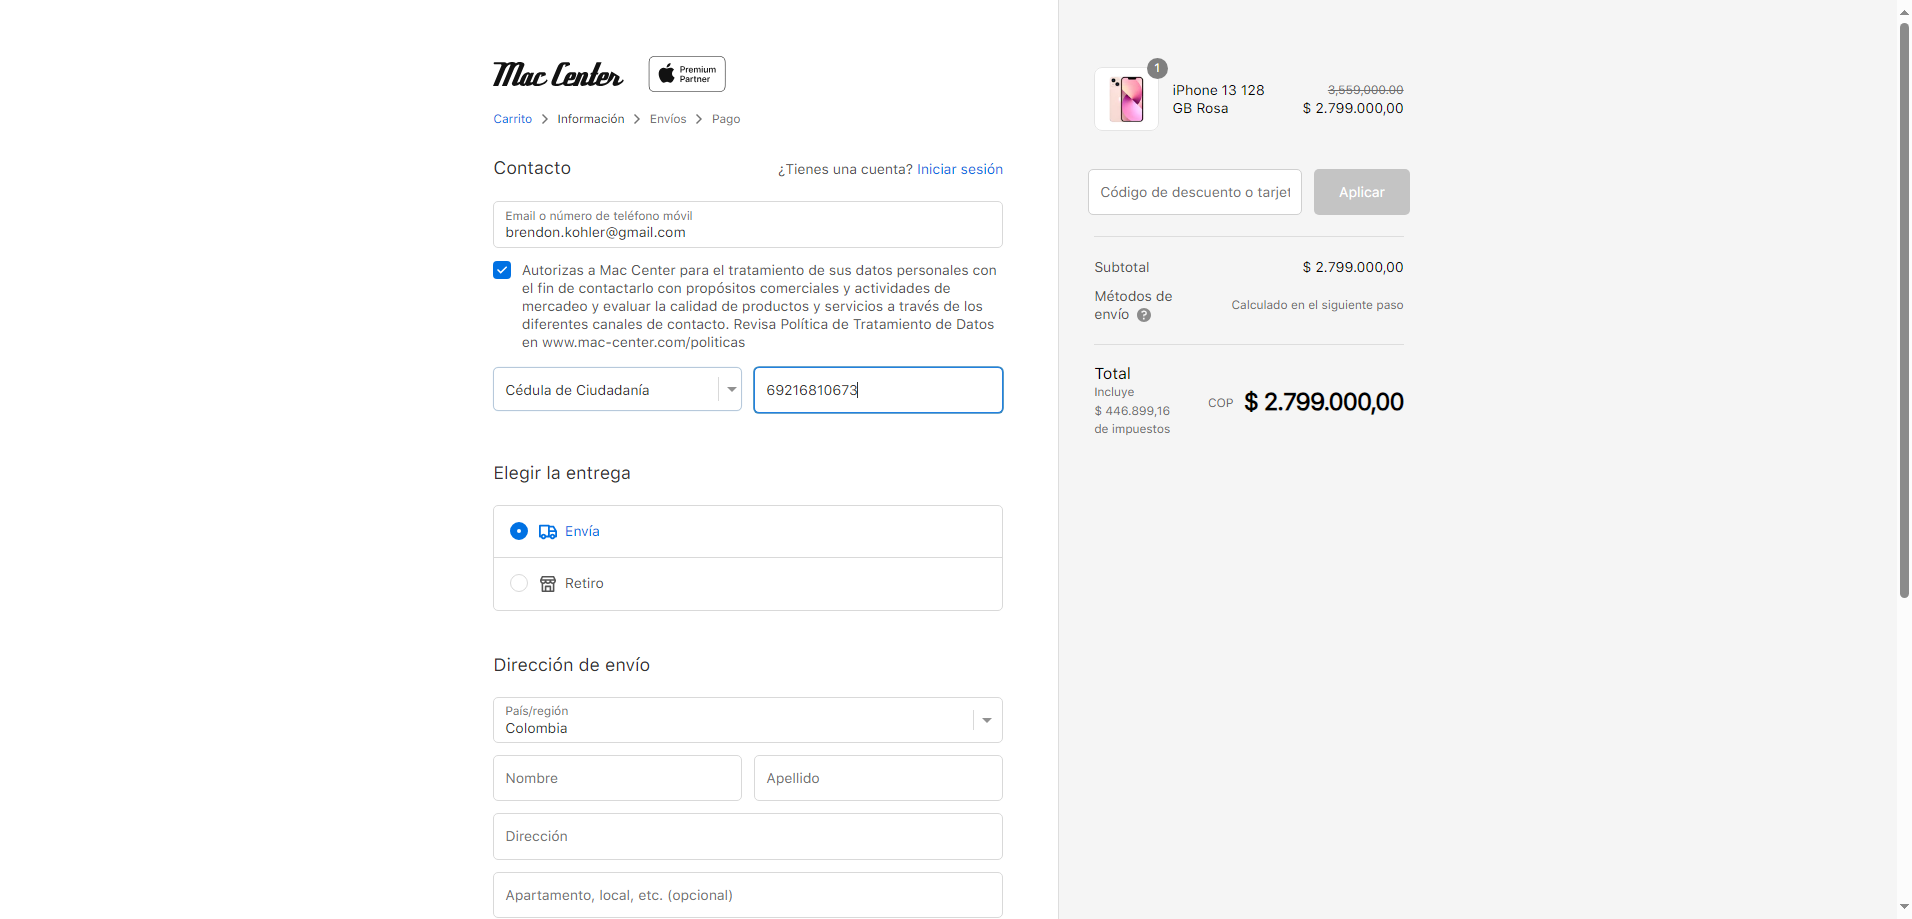 Mac Center
Premium
Partner
Carrito > Información > Envíos > Pago
Contacto
¿Tienes una cuenta? Iniciar sesión
Email o número de teléfono móvil
brendon.kohler@gmail.com
Autorizas a Mac Center para el tratamiento de sus datos personales con
el fin de contactarlo con propósitos comerciales y actividades de
mercadeo y evaluar la calidad de productos y servicios a través de los
diferentes canales de contacto. Revisa Política de Tratamiento de Datos
en www.mac-center.com/politicas
Cédula de Ciudadanía
69216810673
Elegir la entrega
Envía
Retiro
Dirección de envío
País/región
Colombia
Nombre
Apellido
Dirección
Apartamento, local, etc. (opcional)
1
iPhone 13 128
GB Rosa
3,559,000.00
$ 2.799.000,00
Código de descuento o tarjet
Aplicar
Subtotal
$ 2.799.000,00
Métodos de
envío ?
Calculado en el siguiente paso
Total
Incluye
$ 446.899,16
de impuestos
COP $ 2.799.000,00